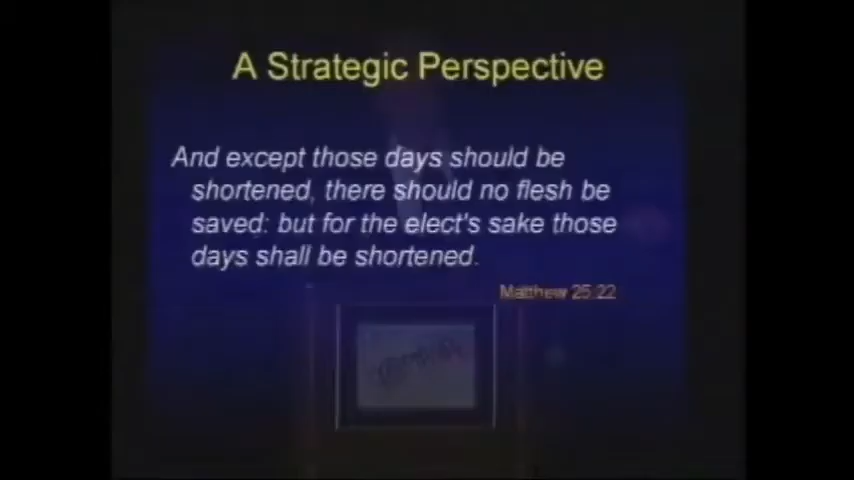 A Strategic Perspective
And except those days should be
shortened, there should no flesh be
saved: but for the elect's sake those
days shall be shortened.
Matthew 25:22